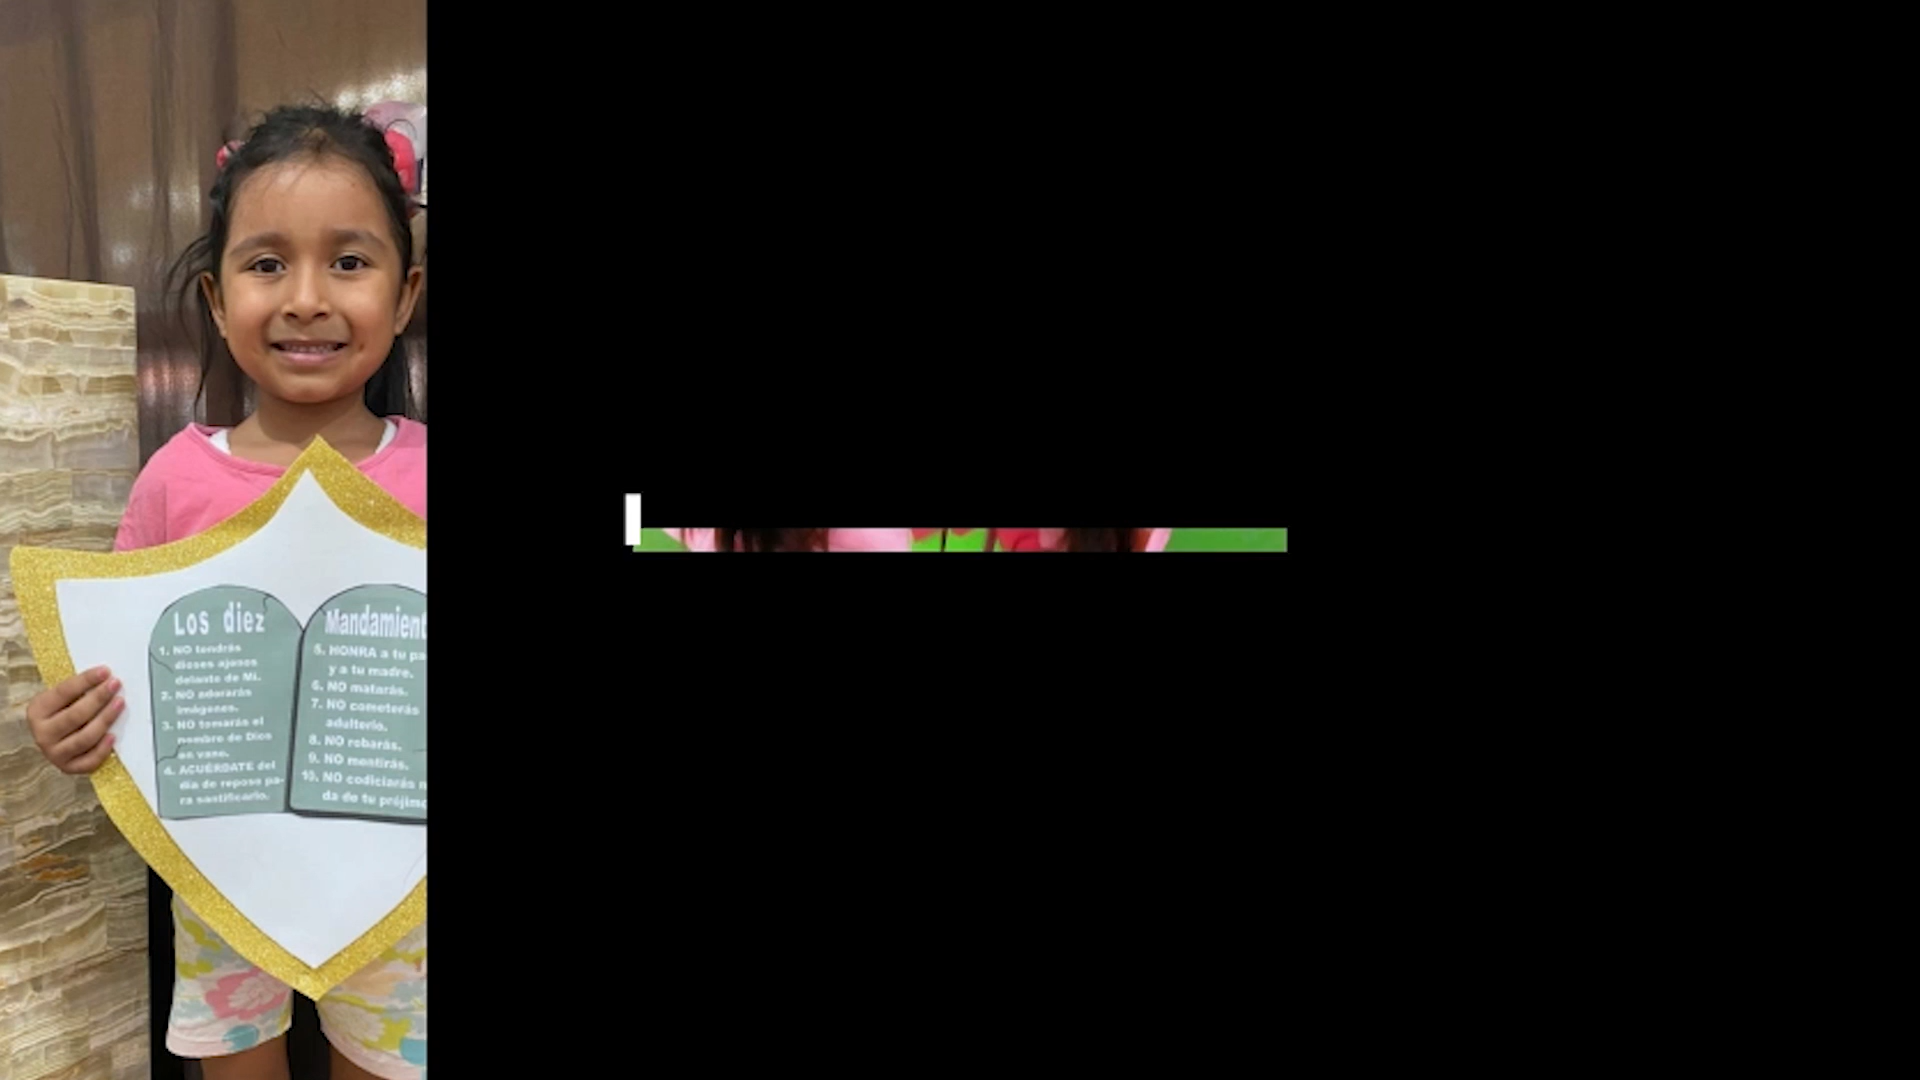 Los diez
1. NO tendrás
dioses ajenos
delante de Mi.
2. NO adorarás
imágenes.
3. NO tomarás el
nombre de Dios
en vano.
4. ACUÉRDATE del
día de reposo pa-
ra santificarlo.
Mandamient
5. HONRA a tu pa
y a tu madre.
6. NO matarás.
7. NO cometerás
adulterio.
8. NO robarás.
9. NO mentirás.
10. NO codiciarás n
da de tu prójimo